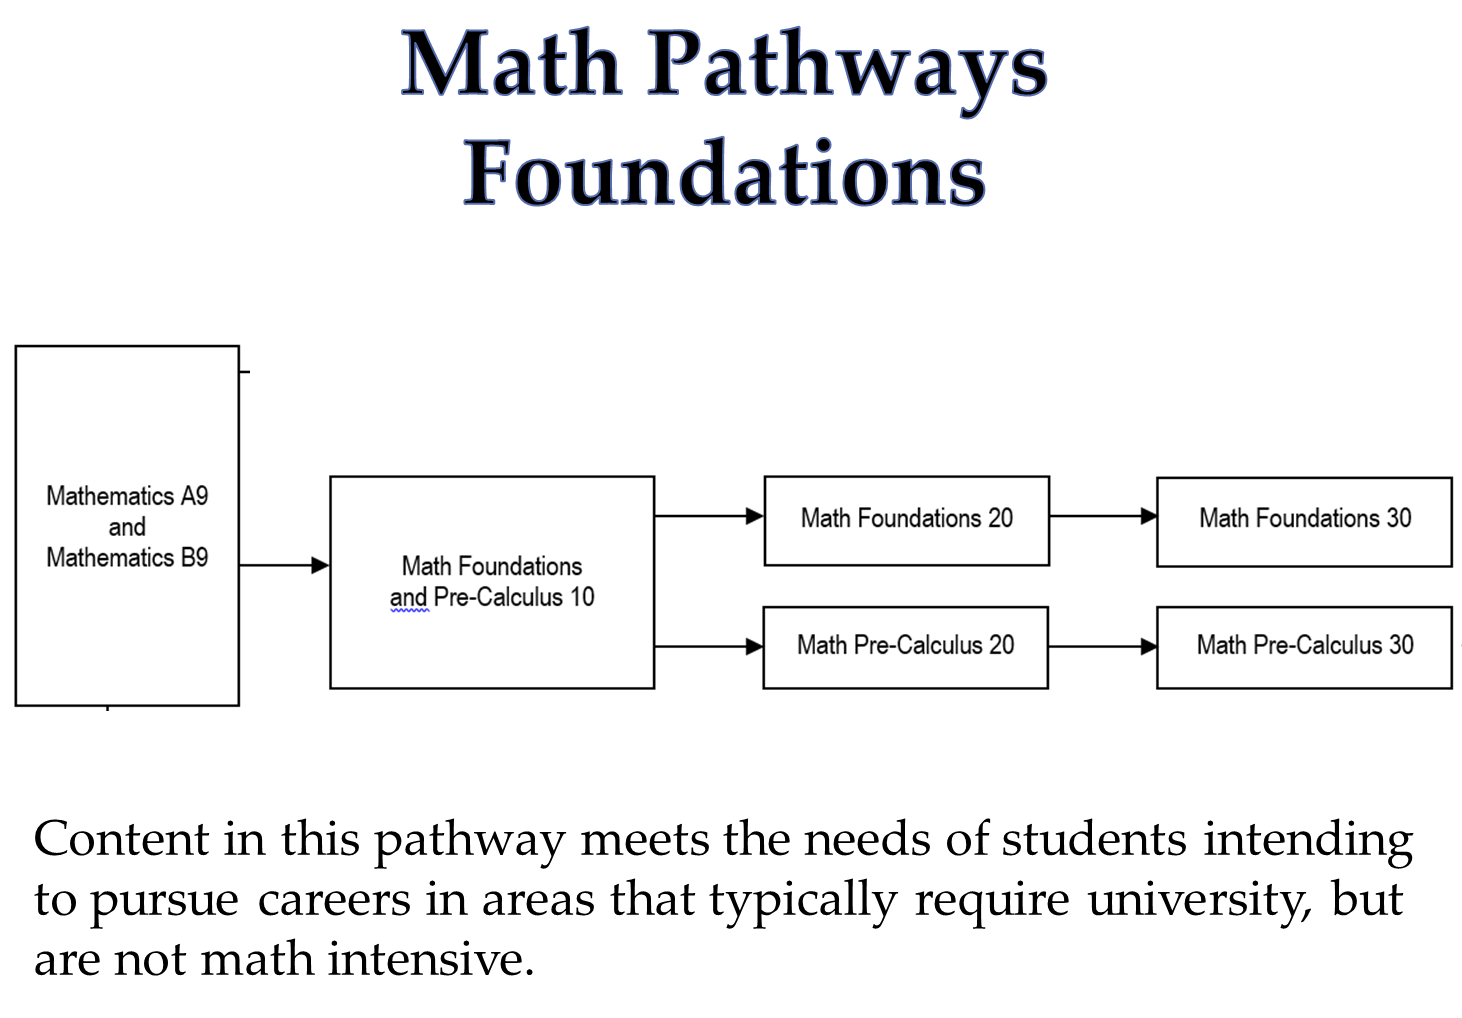 Math Pathways
Foundations
Mathematics A9
and
Mathematics B9
Math Foundations
and Pre-Calculus 10
Math Foundations 20
Math Foundations 30
Math Pre-Calculus 20
Math Pre-Calculus 30
Content in this pathway meets the needs of students intending
to pursue careers in areas that typically require university, but
are not math intensive.